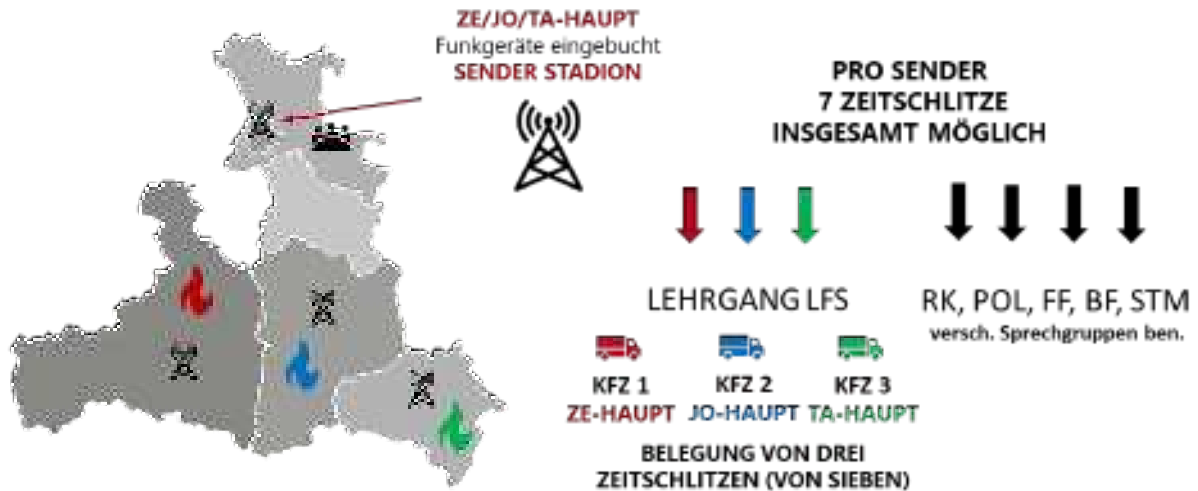 ZE/JO/TA-HAUPT
Funkgeräte eingebucht
SENDER STADION
PRO SENDER
7 ZEITSCHLITZE
INSGESAMT MÖGLICH
LEHRGANG LFS
KFZ 1
KFZ 2
KFZ 3
ZE-HAUPT
JO-HAUPT
TA-HAUPT
BELEGUNG VON DREI
ZEITSCHLITZEN (VON SIEBEN)
RK, POL, FF, BF, STM
versch. Sprechgruppen ben.